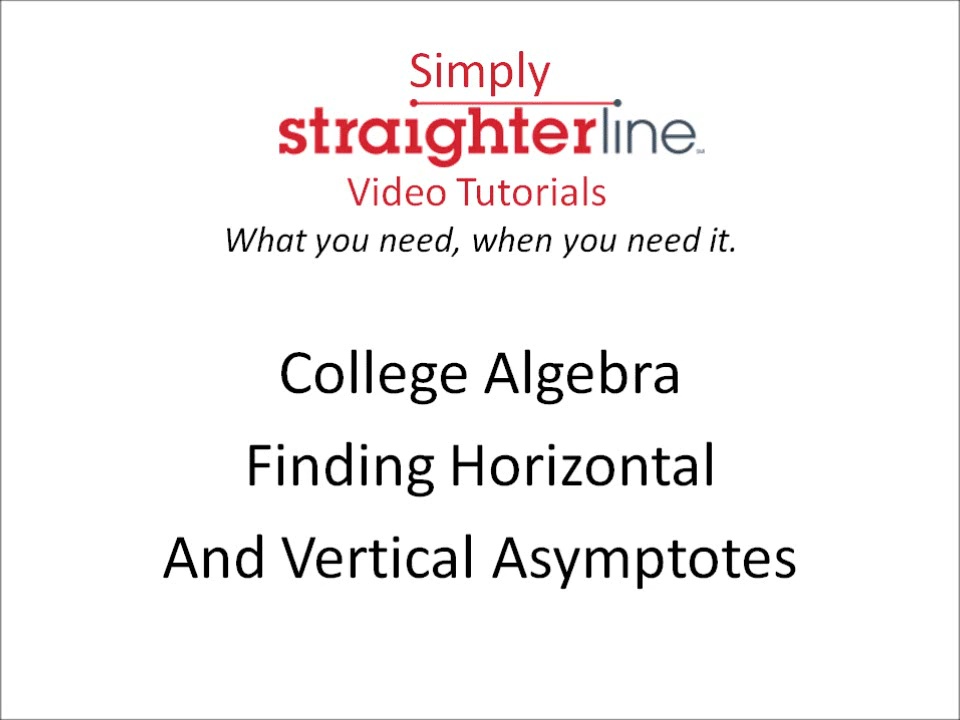 Simply
straighterline
Video Tutorials
What you need, when you need it.
College Algebra
Finding Horizontal
And Vertical Asymptotes